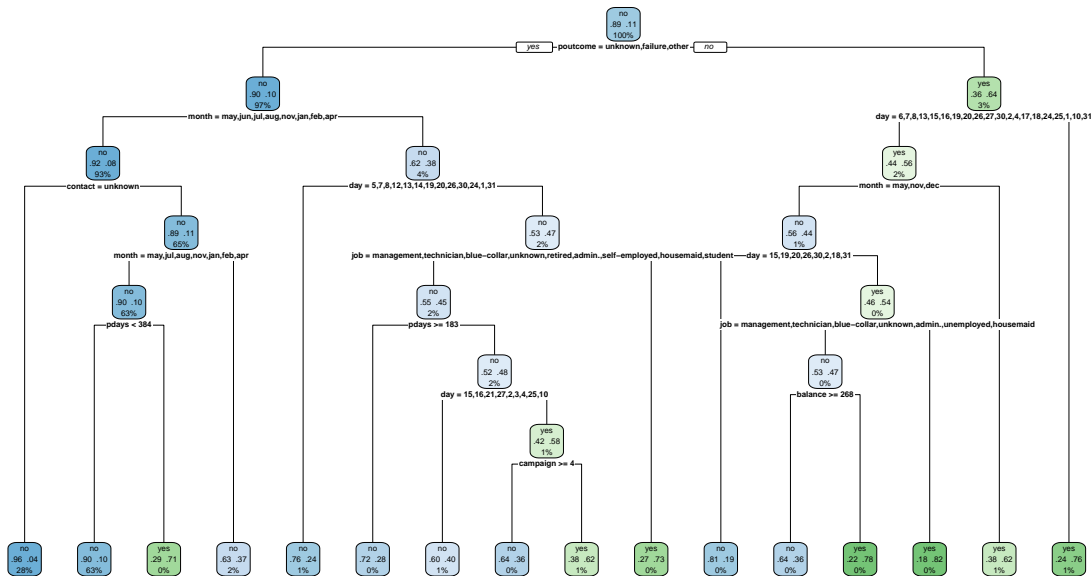 no
.89 .11
100%
yes
poutcome = unknown,failure,other
no
no
.90 .10
97%
yes
.36 .64
3%
month = may,jun,jul,aug,nov,jan,feb,apr
day = 6,7,8,13,15,16,19,20,26,27,30,2,4,17,18,24,25,1,10,31
no
.92 .08
93%
no
.62 .38
4%
yes
.44 .56
2%
contact = unknown
day = 5,7,8,12,13,14,19,20,26,30,24,1,31
month = may,nov,dec
no
.89 .11
65%
no
.53 .47
2%
no
.56 .44
1%
month = may,jul,aug,nov,jan,feb,apr
job = management,technician,blue−collar,unknown,retired,admin.,self−employed,housemaid,student
day = 15,19,20,26,30,2,18,31
no
.90 .10
63%
no
.55 .45
2%
yes
.46 .54
0%
pdays < 384
pdays >= 183
job = management,technician,blue−collar,unknown,admin.,unemployed,housemaid
no
.52 .48
2%
no
.53 .47
0%
day = 15,16,21,27,2,3,4,25,10
balance >= 268
yes
.42 .58
1%
campaign >= 4
no
.96 .04
28%
no
.90 .10
63%
yes
.29 .71
0%
no
.63 .37
2%
no
.76 .24
1%
no
.72 .28
0%
no
.60 .40
1%
no
.64 .36
0%
yes
.38 .62
1%
yes
.27 .73
0%
no
.81 .19
0%
no
.64 .36
0%
yes
.22 .78
0%
yes
.18 .82
0%
yes
.38 .62
1%
yes
.24 .76
1%